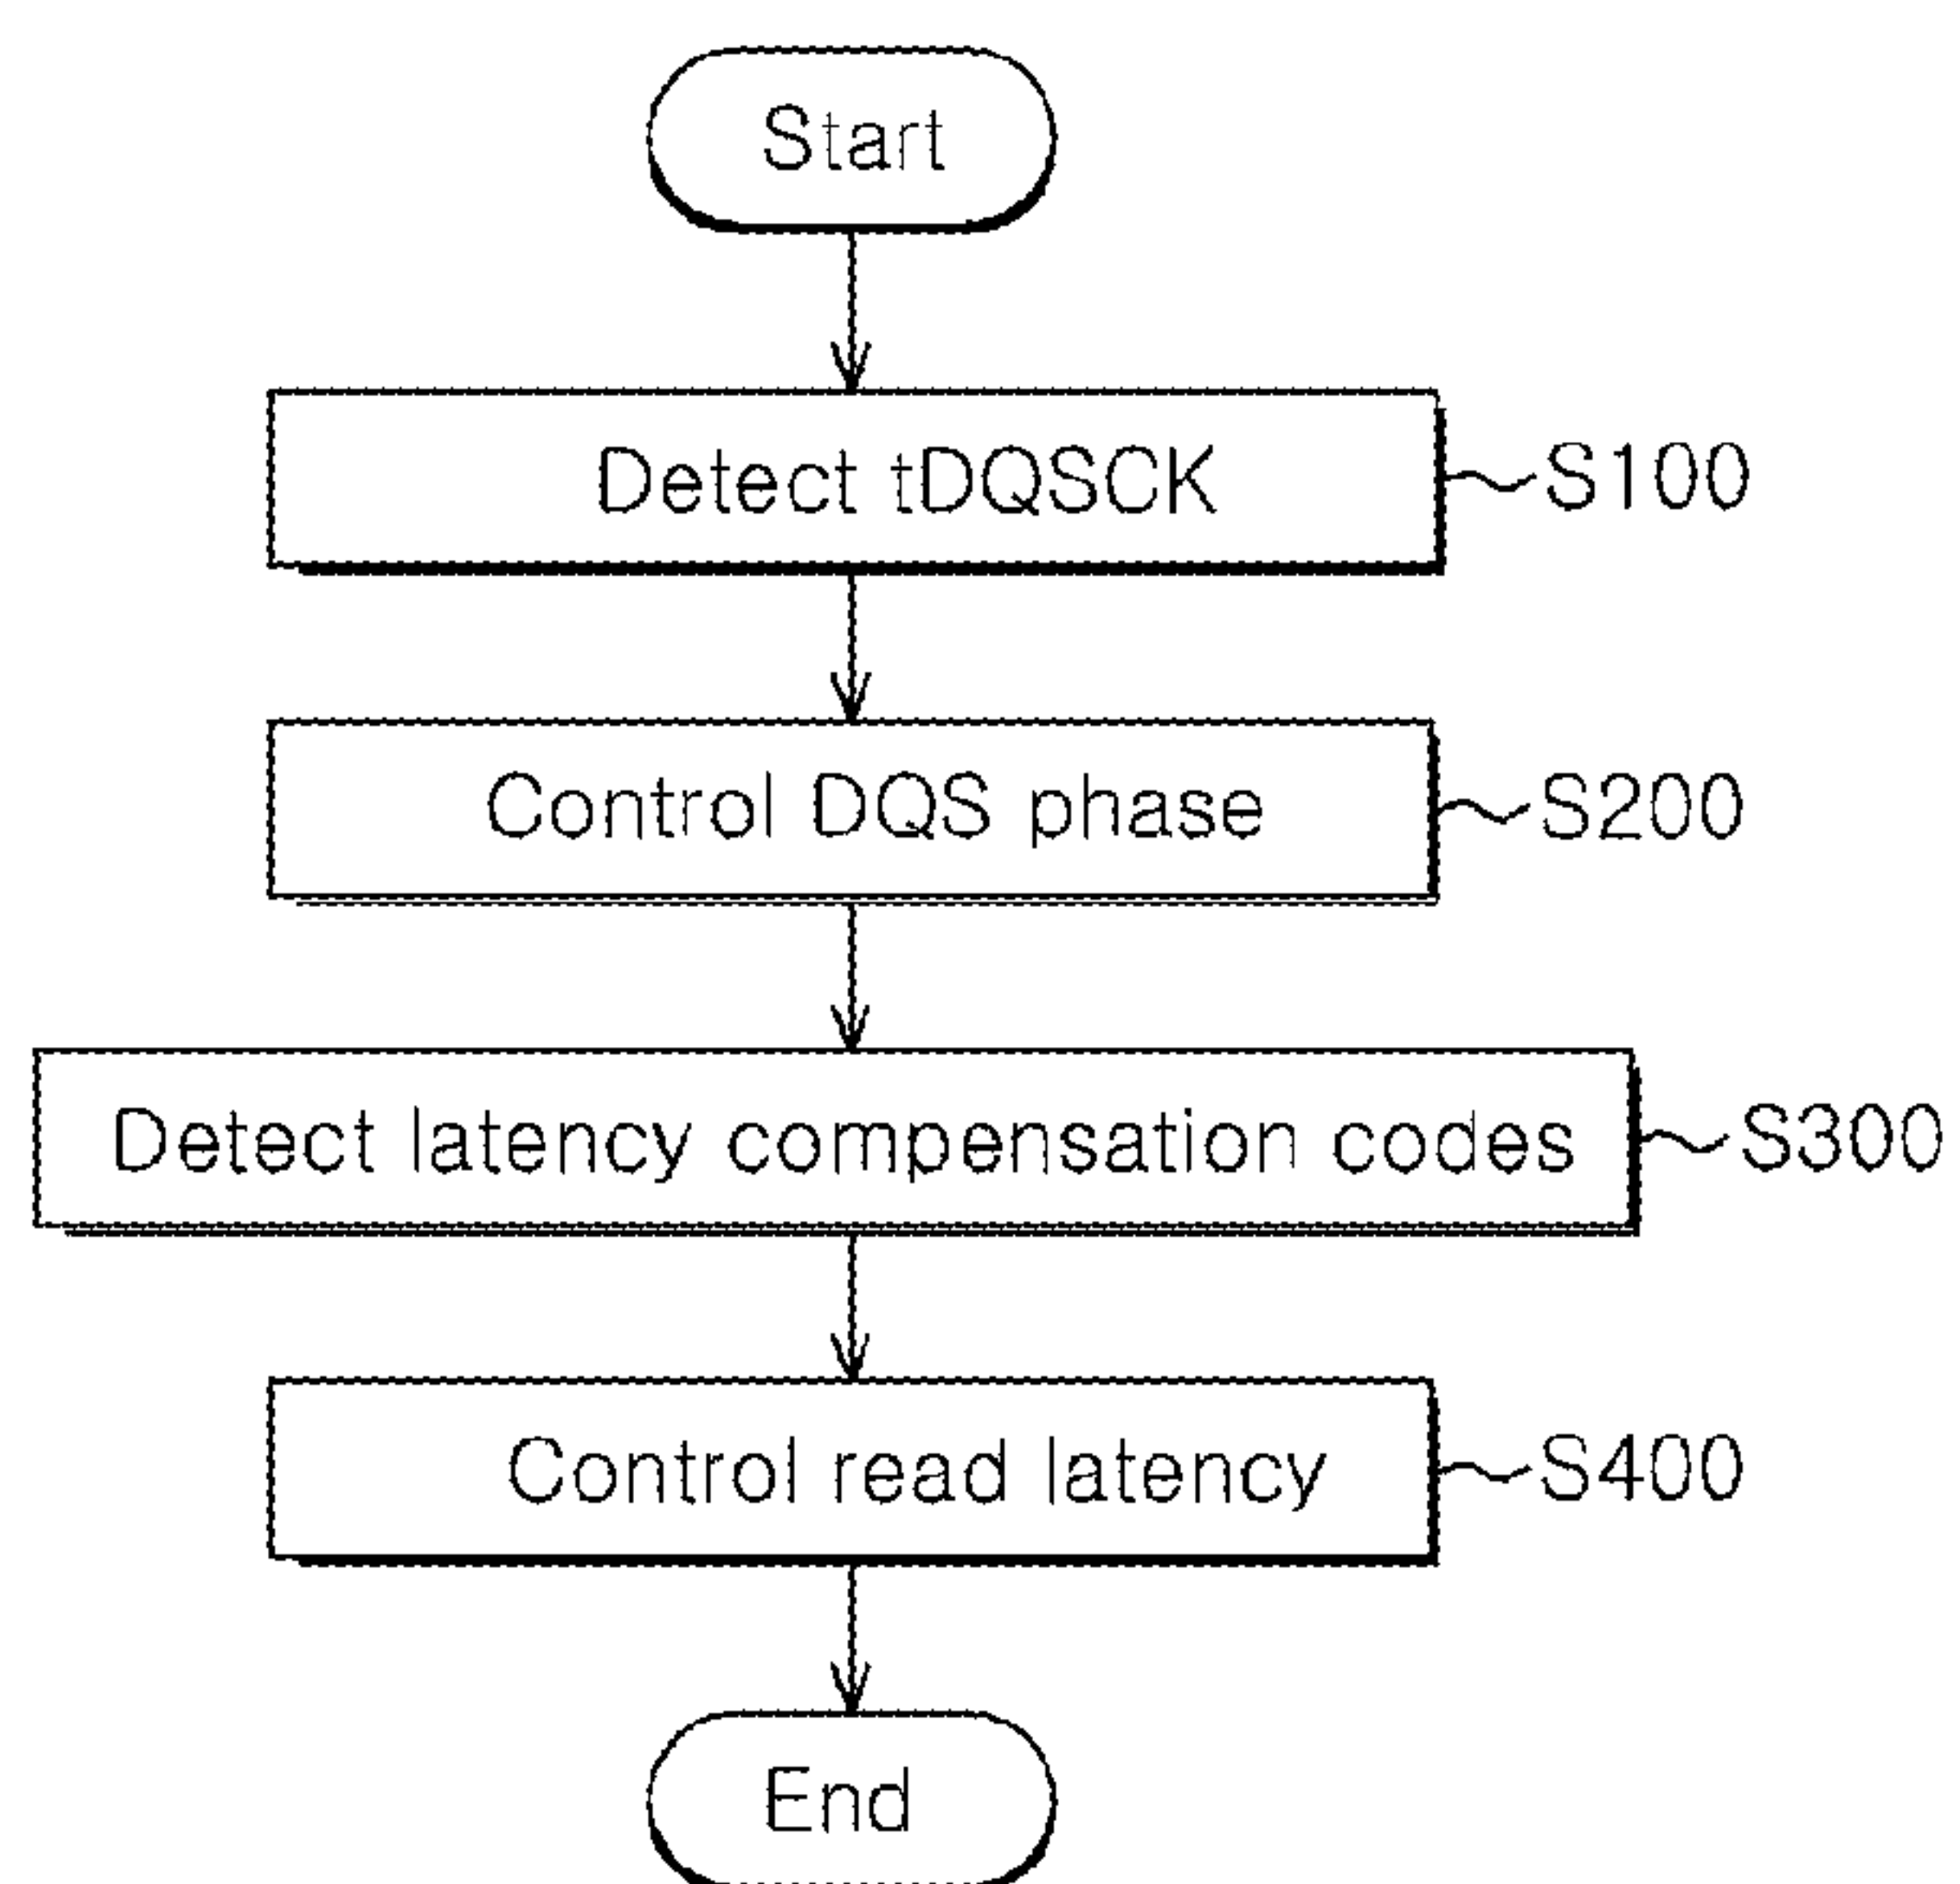 Start
Detect tDQSCK
S100
Control DQS phase
S200
Detect latency compensation codes
S300
Control read latency
S400
End